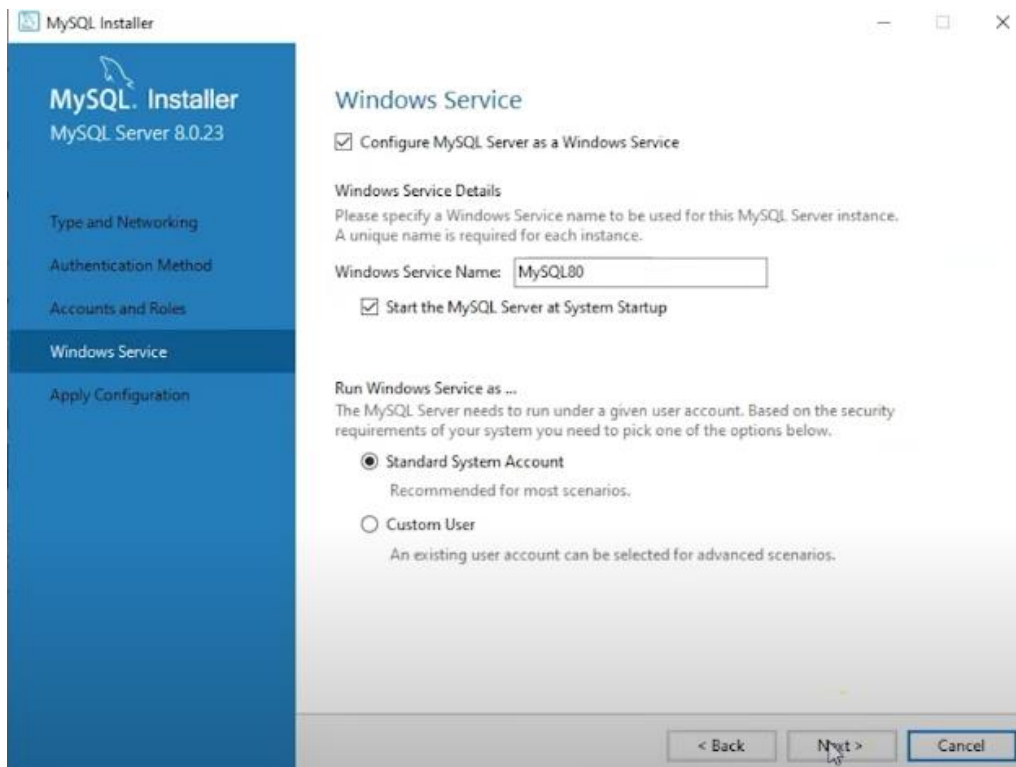 MySQL Installer
MySQL. Installer
MySQL Server 8.0.23
Type and Networking
Authentication Method
Accounts and Roles
Windows Service
Apply Configuration
Windows Service
Configure MySQL Server as a Windows Service
Windows Service Details
Please specify a Windows Service name to be used for this MySQL Server instance.
A unique name is required for each instance.
Windows Service Name: MySQL80
Start the MySQL Server at System Startup
Run Windows Service as ...
The MySQL Server needs to run under a given user account. Based on the security
requirements of your system you need to pick one of the options below.
Standard System Account
Recommended for most scenarios.
Custom User
An existing user account can be selected for advanced scenarios.
< Back Next > Cancel